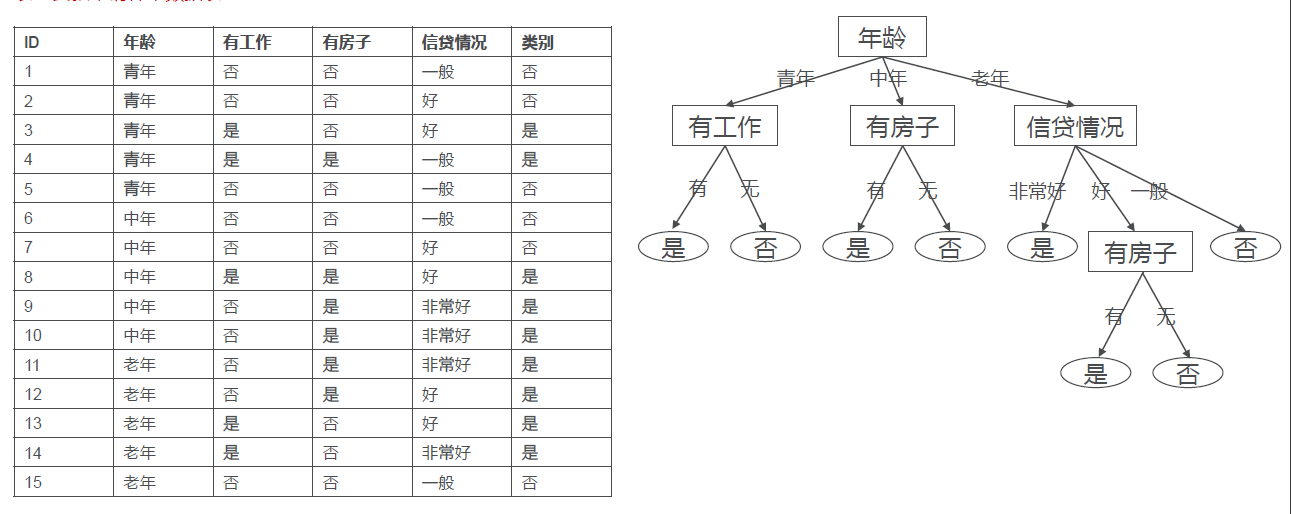 ID 年龄 有工作 有房子 信贷情况 类别
1 青年 否 否 一般 否
2 青年 否 否 好 否
3 青年 是 否 好 是
4 青年 是 是 一般 是
5 青年 否 否 一般 否
6 中年 否 否 一般 否
7 中年 否 否 好 否
8 中年 是 是 好 是
9 中年 否 是 非常好 是
10 中年 否 是 非常好 是
11 老年 否 是 非常好 是
12 老年 否 是 好 是
13 老年 是 否 好 是
14 老年 是 否 非常好 是
15 老年 否 否 一般 否
年龄
青年 中年 老年
有工作 有房子 信贷情况
有 无 有 无 非常好 好 一般
是 否 是 否 是 有房子 否
有 无
是 否